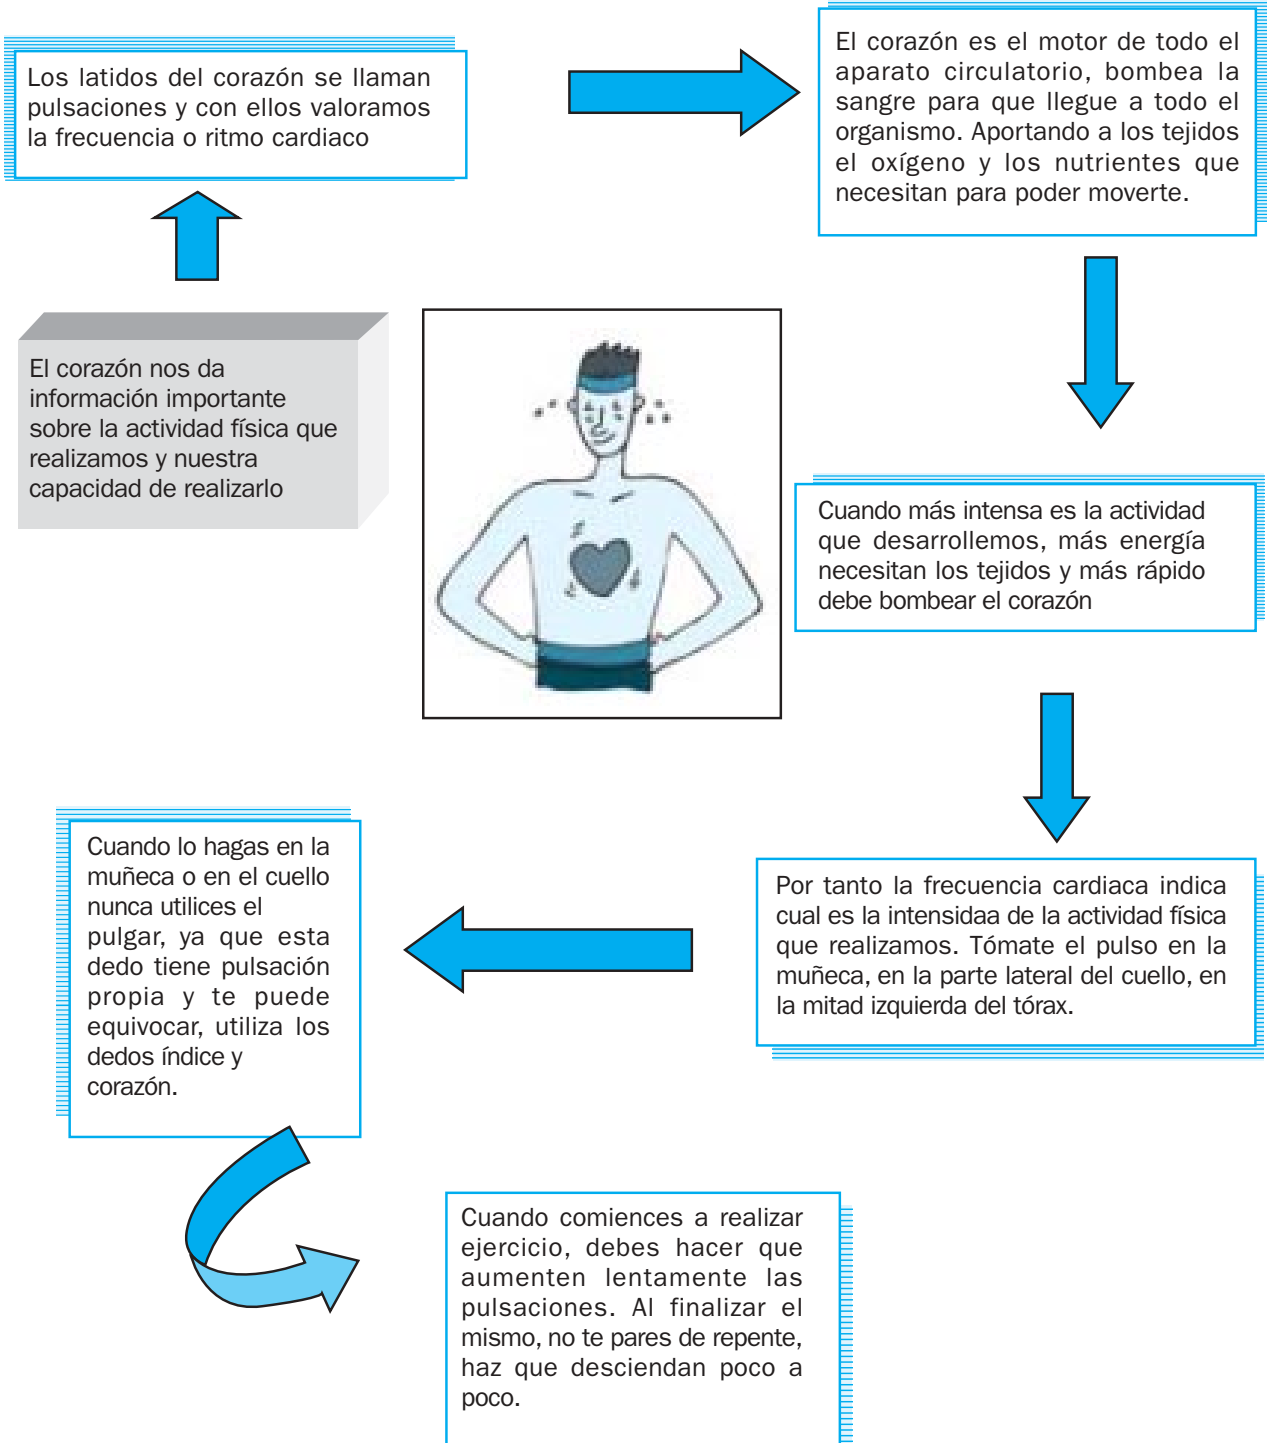 El corazón nos da
información importante
sobre la actividad física que
realizamos y nuestra
capacidad de realizarlo
Los latidos del corazón se llaman
pulsaciones y con ellos valoramos
la frecuencia o ritmo cardiaco
El corazón es el motor de todo el
aparato circulatorio, bombea la
sangre para que llegue a todo el
organismo. Aportando a los tejidos
el oxígeno y los nutrientes que
necesitan para poder moverte.
Cuando más intensa es la actividad
que desarrollemos, más energía
necesitan los tejidos y más rápido
debe bombear el corazón
Por tanto la frecuencia cardiaca indica
cual es la intensidaa de la actividad física
que realizamos. Tómate el pulso en la
muñeca, en la parte lateral del cuello, en
la mitad izquierda del tórax.
Cuando lo hagas en la
muñeca o en el cuello
nunca utilices el
pulgar, ya que esta
dedo tiene pulsación
propia y te puede
equivocar, utiliza los
dedos índice y
corazón.
Cuando comiences a realizar
ejercicio, debes hacer que
aumenten lentamente las
pulsaciones. Al finalizar el
mismo, no te pares de repente,
haz que desciendan poco a
poco.